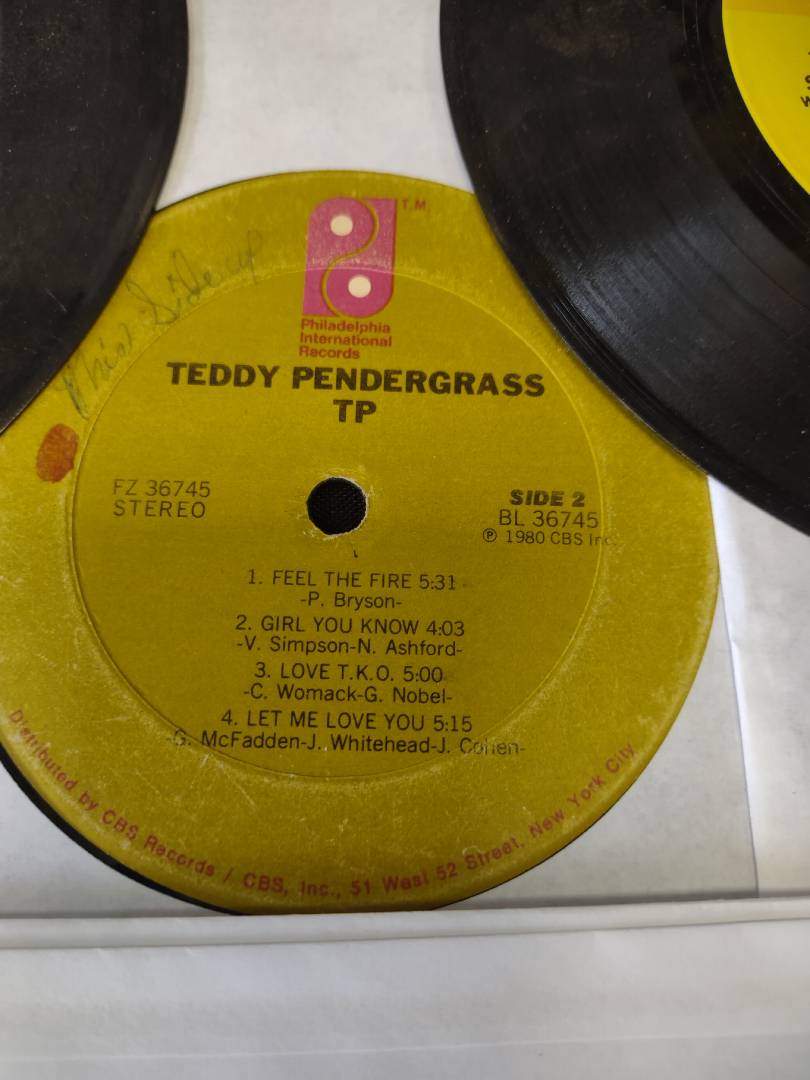 This Side up
T.M.
Philadelphia
International
Records
TEDDY PENDERGRASS
TP
FZ 36745
STEREO
SIDE 2
BL 36745
℗ 1980 CBS Inc.
1. FEEL THE FIRE 5:31
-P. Bryson-
2. GIRL YOU KNOW 4:03
-V. Simpson-N. Ashford-
3. LOVE T.K.O. 5:00
-C. Womack-G. Nobel-
4. LET ME LOVE YOU 5:15
-G. McFadden-J. Whitehead-J. Cohen-
Distributed by CBS Records / CBS, Inc., 51 West 52 Street, New York City